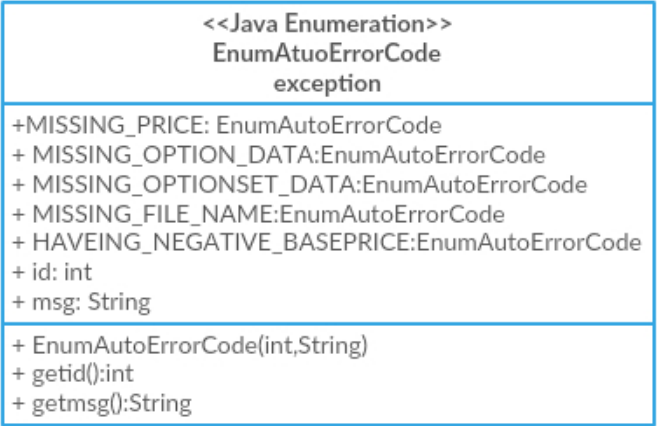 <<Java Enumeration>>
EnumAtuoErrorCode
exception
+MISSING_PRICE: EnumAutoErrorCode
+ MISSING_OPTION_DATA:EnumAutoErrorCode
+ MISSING_OPTIONSET_DATA:EnumAutoErrorCode
+ MISSING_FILE_NAME:EnumAutoErrorCode
+ HAVEING_NEGATIVE_BASEPRICE:EnumAutoErrorCode
+ id: int
+ msg: String
+ EnumAutoErrorCode(int,String)
+ getid():int
+ getmsg():String